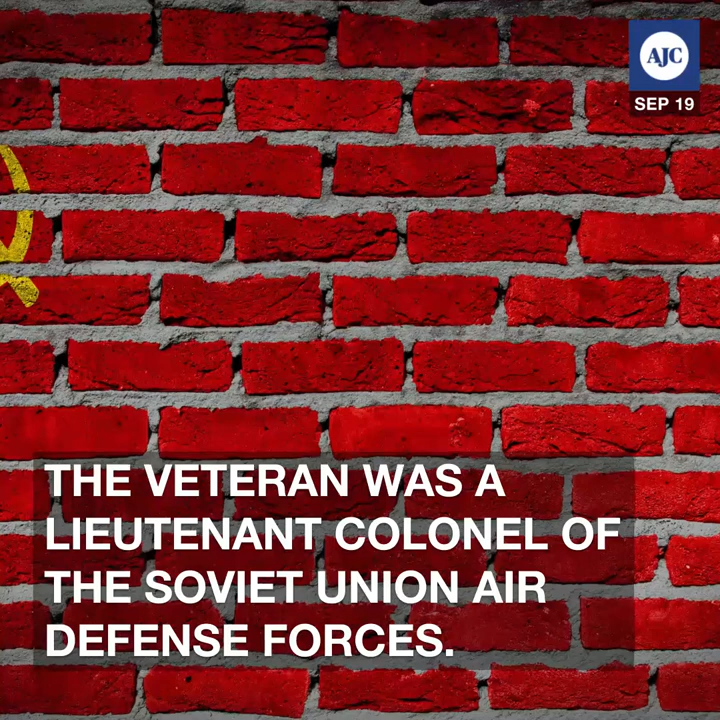 AJC
SEP 19
THE VETERAN WAS A
LIEUTENANT COLONEL OF
THE SOVIET UNION AIR
DEFENSE FORCES.